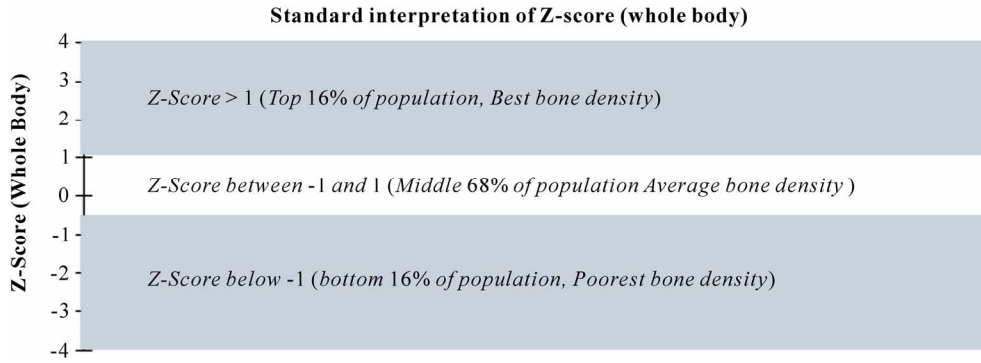 Standard interpretation of Z-score (whole body)
Z-Score (Whole Body)
4
3
Z-Score > 1 (Top 16% of population, Best bone density)
2
1
Z-Score between -1 and 1 (Middle 68% of population Average bone density )
0
-1
-2
Z-Score below -1 (bottom 16% of population, Poorest bone density)
-3
-4